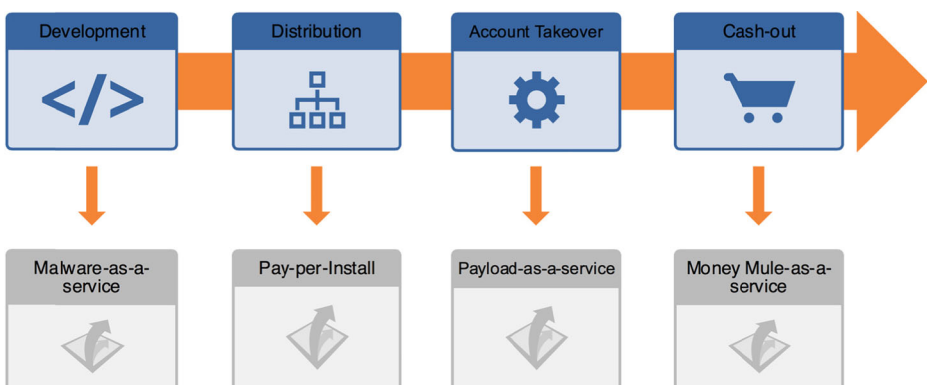 Development
Distribution
Account Takeover
Cash-out
</>
Malware-as-a-
service
Pay-per-Install
Payload-as-a-service
Money Mule-as-a-
service